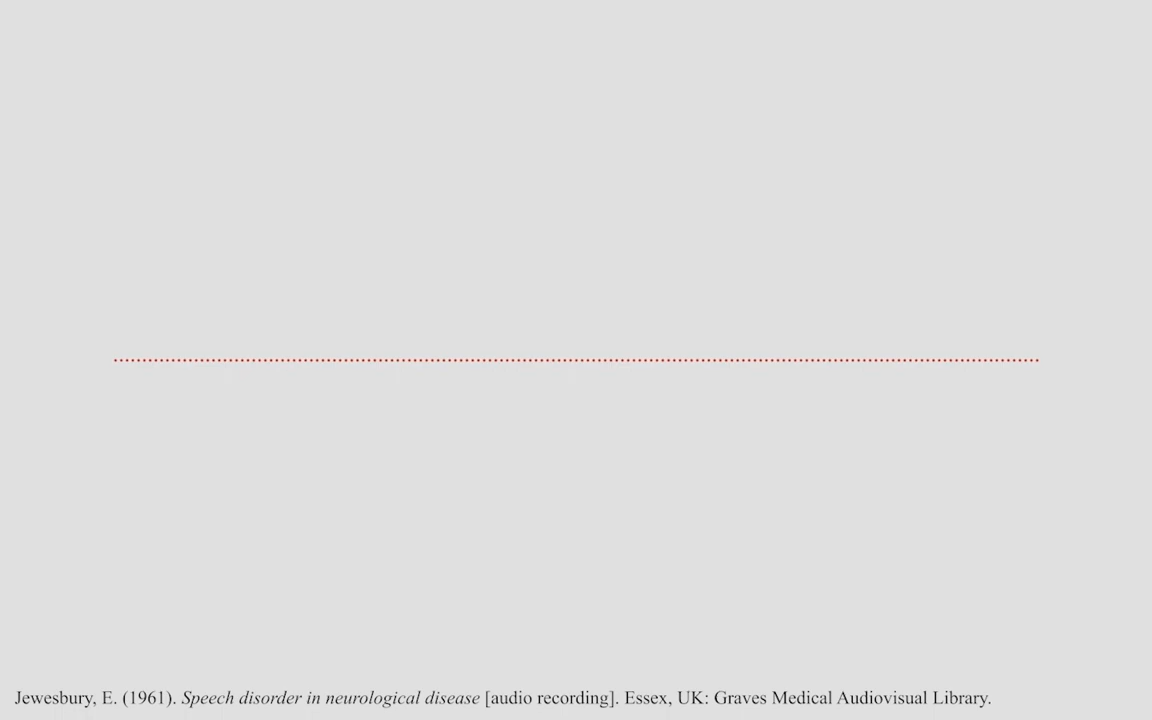 Jewesbury, E. (1961). Speech disorder in neurological disease [audio recording]. Essex, UK: Graves Medical Audiovisual Library.